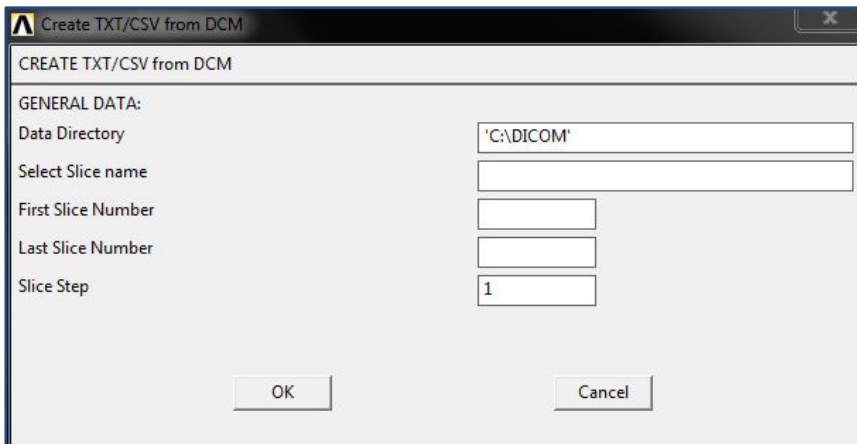 Create TXT/CSV from DCM
CREATE TXT/CSV from DCM
GENERAL DATA:
Data Directory 'C:\DICOM'
Select Slice name
First Slice Number
Last Slice Number
Slice Step 1
OK Cancel